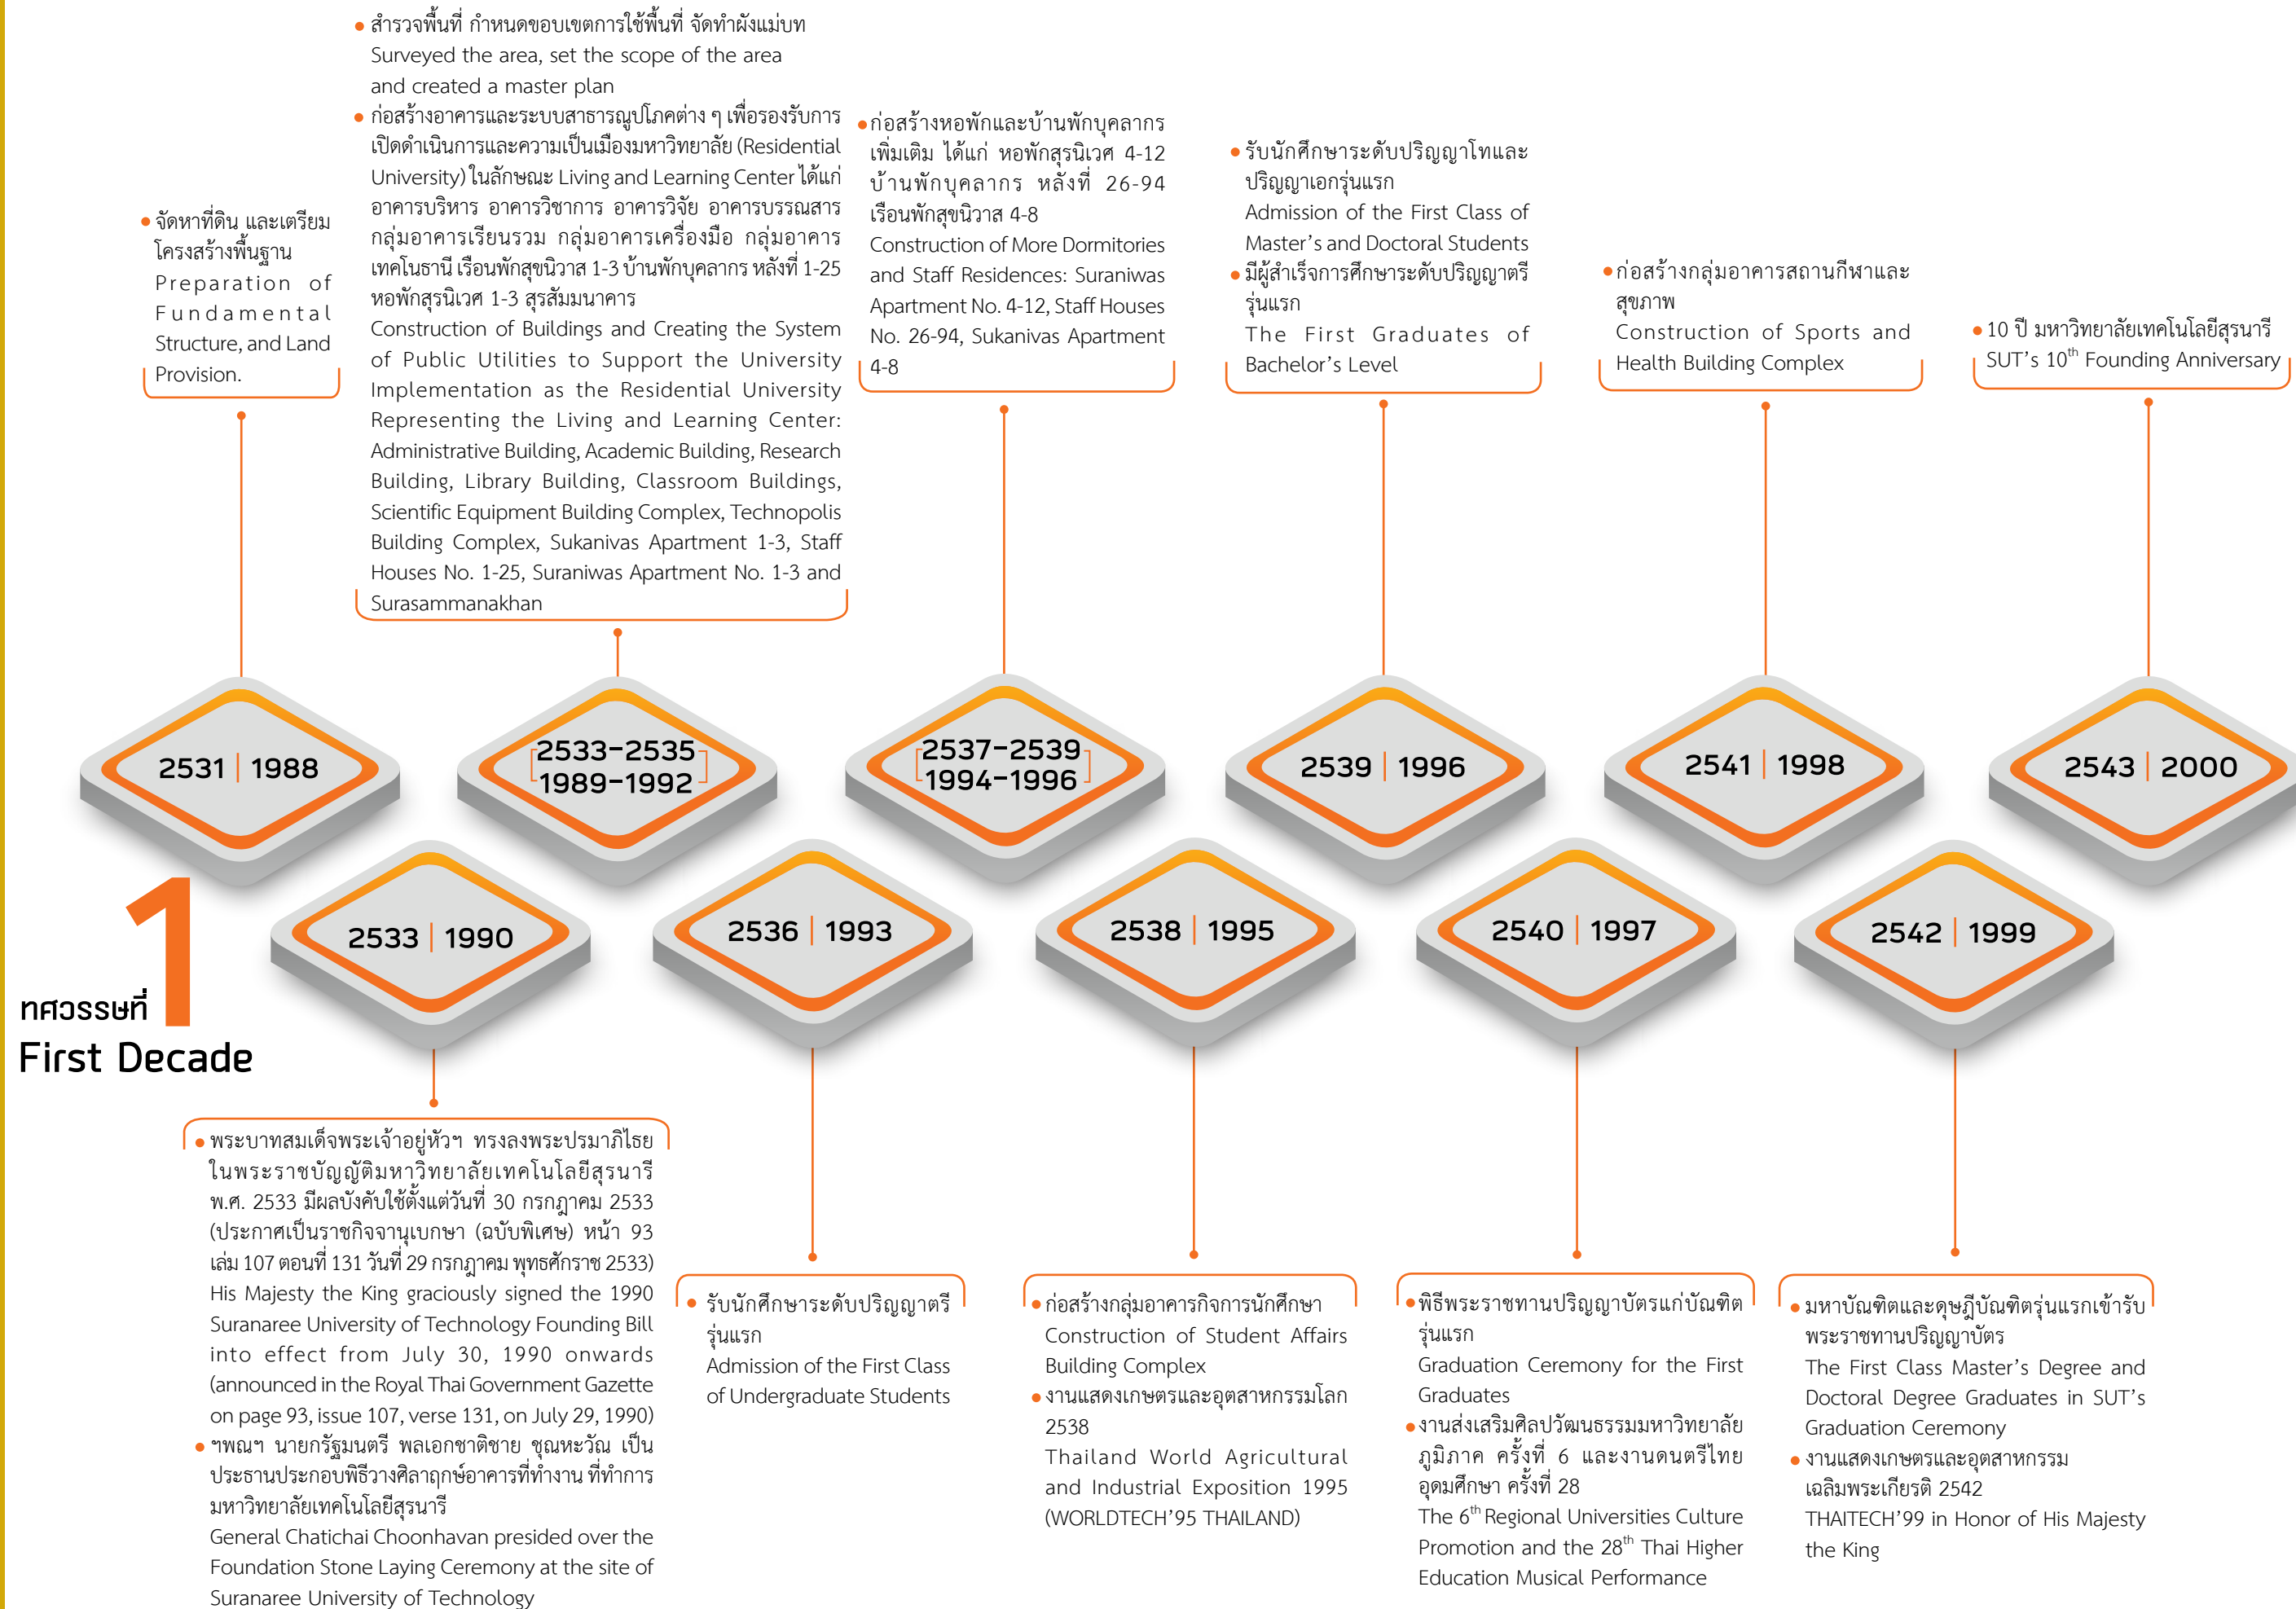 จัดหาที่ดิน และเตรียม
โครงสร้างพื้นฐาน
Preparation of
Fundamental
Structure, and Land
Provision.
2531 | 1988
สำรวจพื้นที่ กำหนดขอบเขตการใช้พื้นที่ จัดทำผังแม่บท
Surveyed the area, set the scope of the area
and created a master plan
ก่อสร้างอาคารและระบบสาธารณูปโภคต่าง ๆ เพื่อรองรับการ
เปิดดำเนินการและความเป็นเมืองมหาวิทยาลัย (Residential
University) ในลักษณะ Living and Learning Center ได้แก่
อาคารบริหาร อาคารวิชาการ อาคารวิจัย อาคารบรรณสาร
กลุ่มอาคารเรียนรวม กลุ่มอาคารเครื่องมือ กลุ่มอาคาร
เทคโนธานี เรือนพักสุขนิวาส 1-3 บ้านพักบุคลากร หลังที่ 1-25
หอพักสุรนิเวศ 1-3 สุรสัมมนาคาร
Construction of Buildings and Creating the System
of Public Utilities to Support the University
Implementation as the Residential University
Representing the Living and Learning Center:
Administrative Building, Academic Building, Research
Building, Library Building, Classroom Buildings,
Scientific Equipment Building Complex, Technopolis
Building Complex, Sukanivas Apartment 1-3, Staff
Houses No. 1-25, Suraniwas Apartment No. 1-3 and
Surasammanakhan
2533-2535
1989-1992
ก่อสร้างหอพักและบ้านพักบุคลากร
เพิ่มเติม ได้แก่ หอพักสุรนิเวศ 4-12
บ้านพักบุคลากร หลังที่ 26-94
เรือนพักสุขนิวาส 4-8
Construction of More Dormitories
and Staff Residences: Suraniwas
Apartment No. 4-12, Staff Houses
No. 26-94, Sukanivas Apartment
4-8
2537-2539
1994-1996
รับนักศึกษาระดับปริญญาโทและ
ปริญญาเอกรุ่นแรก
Admission of the First Class of
Master's and Doctoral Students
มีผู้สำเร็จการศึกษาระดับปริญญาตรี
รุ่นแรก
The First Graduates of
Bachelor's Level
2539 | 1996
ก่อสร้างกลุ่มอาคารสถานกีฬาและ
สุขภาพ
Construction of Sports and
Health Building Complex
2541 | 1998
10 ปี มหาวิทยาลัยเทคโนโลยีสุรนารี
SUT's 10th Founding Anniversary
2543 | 2000
ทศวรรษที่ 1
First Decade
2533 | 1990
พระบาทสมเด็จพระเจ้าอยู่หัวฯ ทรงลงพระปรมาภิไธย
ในพระราชบัญญัติมหาวิทยาลัยเทคโนโลยีสุรนารี
พ.ศ. 2533 มีผลบังคับใช้ตั้งแต่วันที่ 30 กรกฎาคม 2533
(ประกาศเป็นราชกิจจานุเบกษา (ฉบับพิเศษ) หน้า 93
เล่ม 107 ตอนที่ 131 วันที่ 29 กรกฎาคม พุทธศักราช 2533)
His Majesty the King graciously signed the 1990
Suranaree University of Technology Founding Bill
into effect from July 30, 1990 onwards
(announced in the Royal Thai Government Gazette
on page 93, issue 107, verse 131, on July 29, 1990)
ฯพณฯ นายกรัฐมนตรี พลเอกชาติชาย ชุณหะวัณ เป็น
ประธานประกอบพิธีวางศิลาฤกษ์อาคารที่ทำงาน ที่ทำการ
มหาวิทยาลัยเทคโนโลยีสุรนารี
General Chatichai Choonhavan presided over the
Foundation Stone Laying Ceremony at the site of
Suranaree University of Technology
2536 | 1993
รับนักศึกษาระดับปริญญาตรี
รุ่นแรก
Admission of the First Class
of Undergraduate Students
2538 | 1995
ก่อสร้างกลุ่มอาคารกิจการนักศึกษา
Construction of Student Affairs
Building Complex
งานแสดงเกษตรและอุตสาหกรรมโลก
2538
Thailand World Agricultural
and Industrial Exposition 1995
(WORLDTECH'95 THAILAND)
2540 | 1997
พิธีพระราชทานปริญญาบัตรแก่บัณฑิต
รุ่นแรก
Graduation Ceremony for the First
Graduates
งานส่งเสริมศิลปวัฒนธรรมมหาวิทยาลัย
ภูมิภาค ครั้งที่ 6 และงานดนตรีไทย
อุดมศึกษา ครั้งที่ 28
The 6th Regional Universities Culture
Promotion and the 28th Thai Higher
Education Musical Performance
2542 | 1999
มหาบัณฑิตและดุษฎีบัณฑิตรุ่นแรกเข้ารับ
พระราชทานปริญญาบัตร
The First Class Master's Degree and
Doctoral Degree Graduates in SUT's
Graduation Ceremony
งานแสดงเกษตรและอุตสาหกรรม
เฉลิมพระเกียรติ 2542
THAITECH'99 in Honor of His Majesty
the King